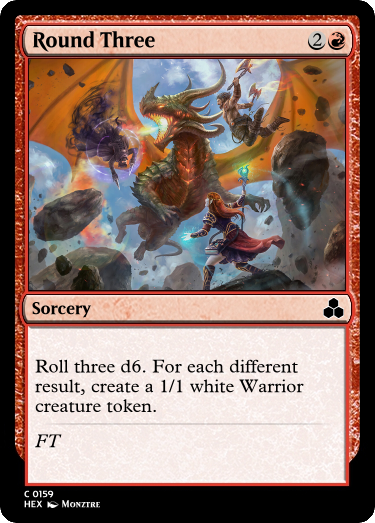 Round Three 2
Sorcery
Roll three d6. For each different
result, create a 1/1 white Warrior
creature token.
FT
C 0159
HEX Monztre